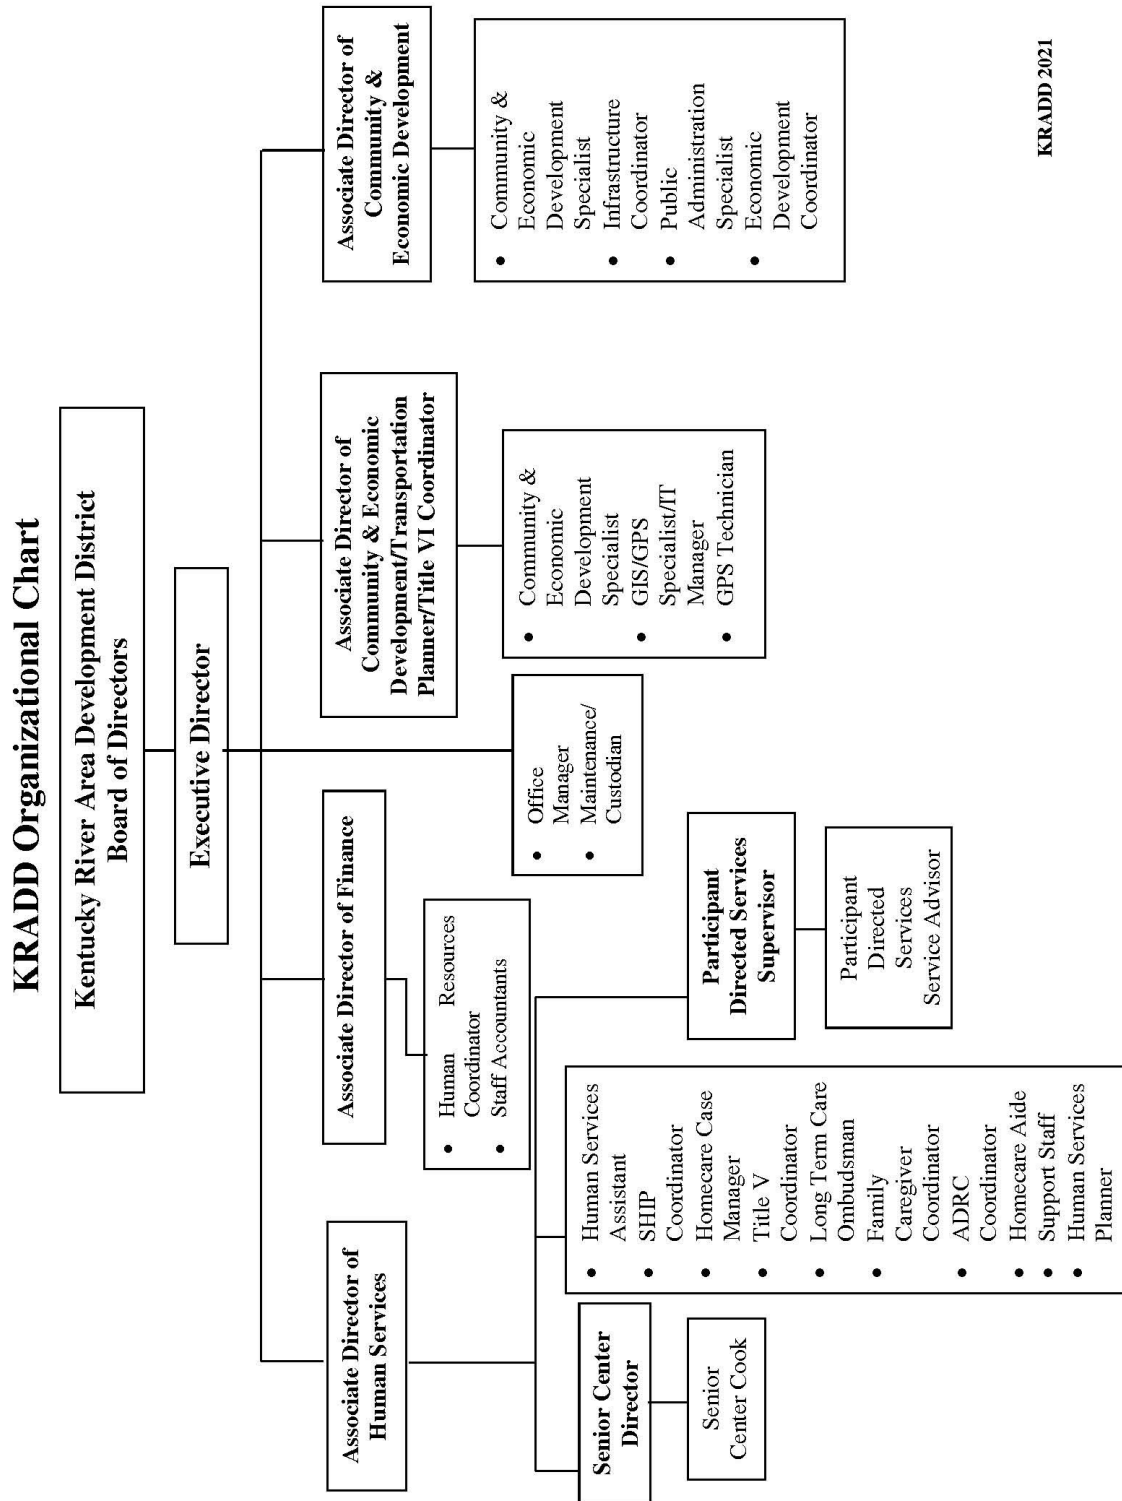 KRADD Organizational Chart
Kentucky River Area Development District
Board of Directors
Executive Director
Associate Director of
Human Services
Associate Director of Finance
Associate Director of
Community & Economic
Development/Transportation
Planner/Title VI Coordinator
Associate Director of
Community &
Economic Development
• Human Resources
Coordinator
• Staff Accountants
• Office
Manager
• Maintenance/
Custodian
• Community &
Economic
Development
Specialist
• GIS/GPS
Specialist/IT
Manager
• GPS Technician
• Community &
Economic
Development
Specialist
• Infrastructure
Coordinator
• Public
Administration
Specialist
• Economic
Development
Coordinator
Senior Center
Director
Senior
Center Cook
• Human Services
Assistant
• SHIP
Coordinator
• Homecare Case
Manager
• Title V
Coordinator
• Long Term Care
Ombudsman
• Family
Caregiver
Coordinator
• ADRC
Coordinator
• Homecare Aide
• Support Staff
• Human Services
Planner
Participant
Directed Services
Supervisor
Participant
Directed
Services
Service Advisor
KRADD 2021